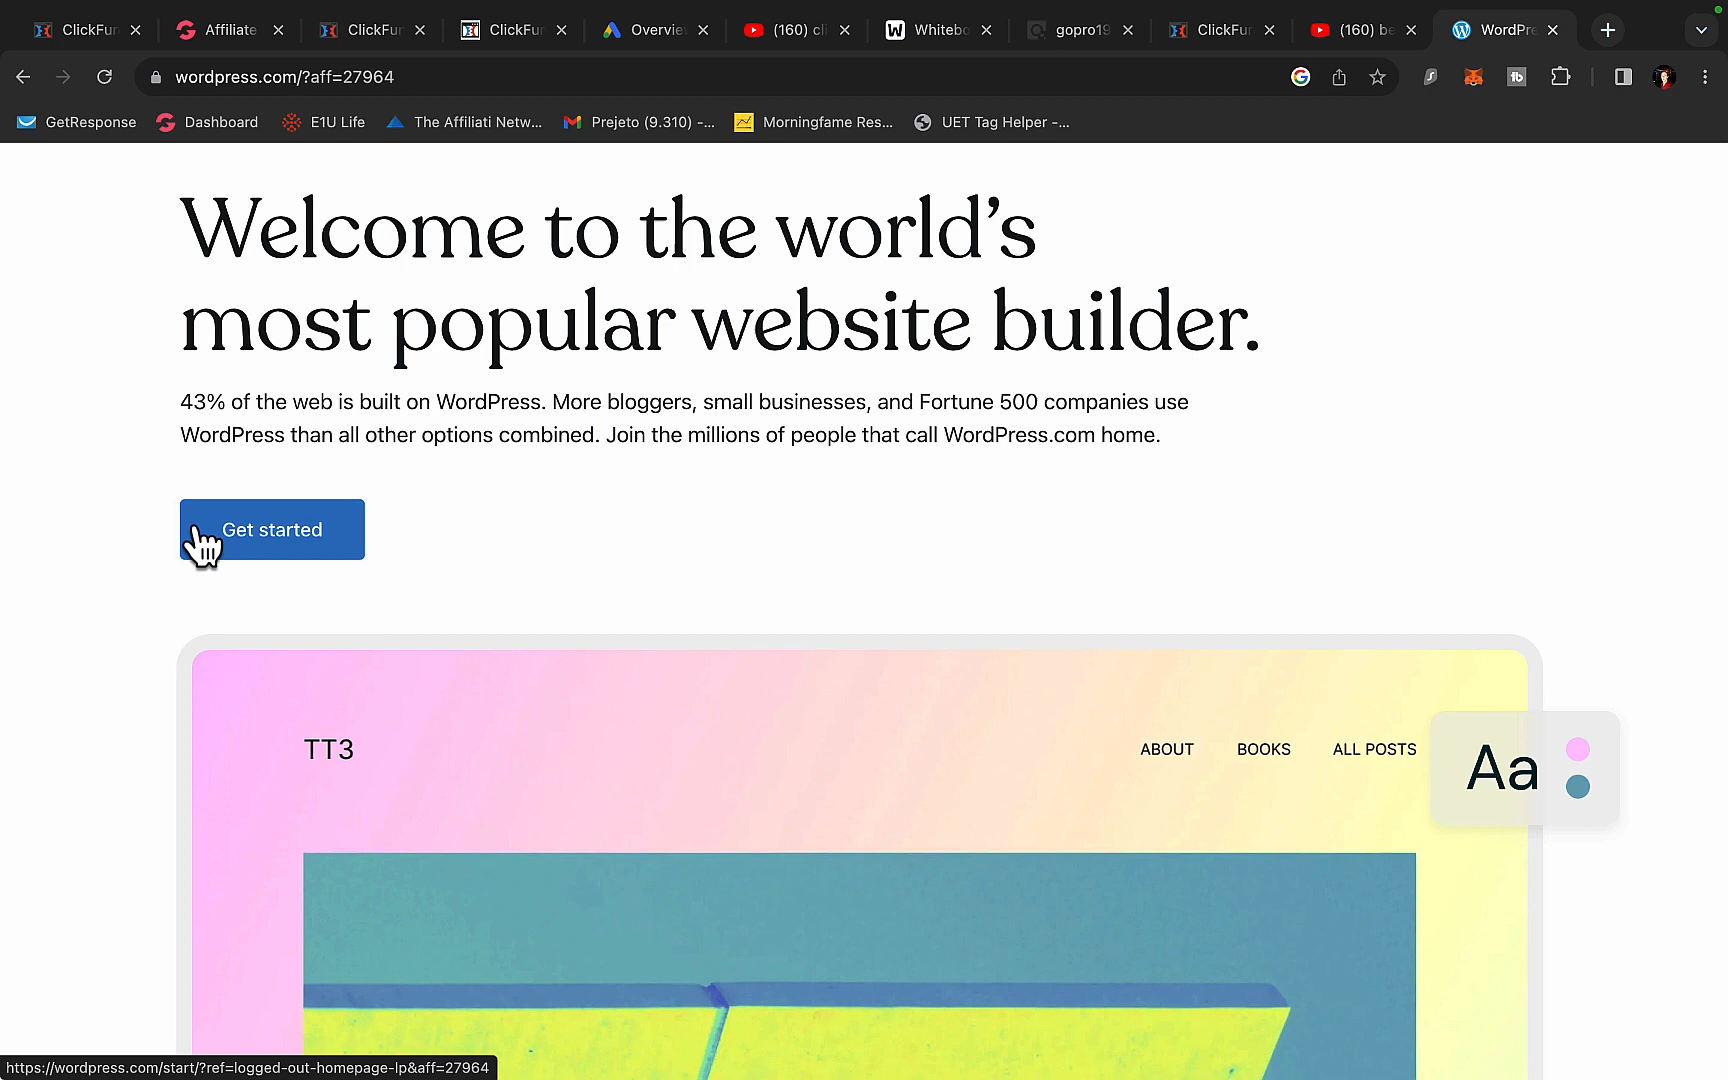 ClickFun
Affiliate
ClickFun
ClickFun
Overview
(160) cli
Whitebo
gopro19
ClickFun
(160) be
WordPre
wordpress.com/?aff=27964
GetResponse
Dashboard
E1U Life
The Affiliati Netw...
Prejeto (9.310) -...
Morningfame Res...
UET Tag Helper -...
Welcome to the world’s
most popular website builder.
43% of the web is built on WordPress. More bloggers, small businesses, and Fortune 500 companies use
WordPress than all other options combined. Join the millions of people that call WordPress.com home.
Get started
TT3
ABOUT
BOOKS
ALL POSTS
Aa
https://wordpress.com/start/?ref=logged-out-homepage-lp&aff=27964